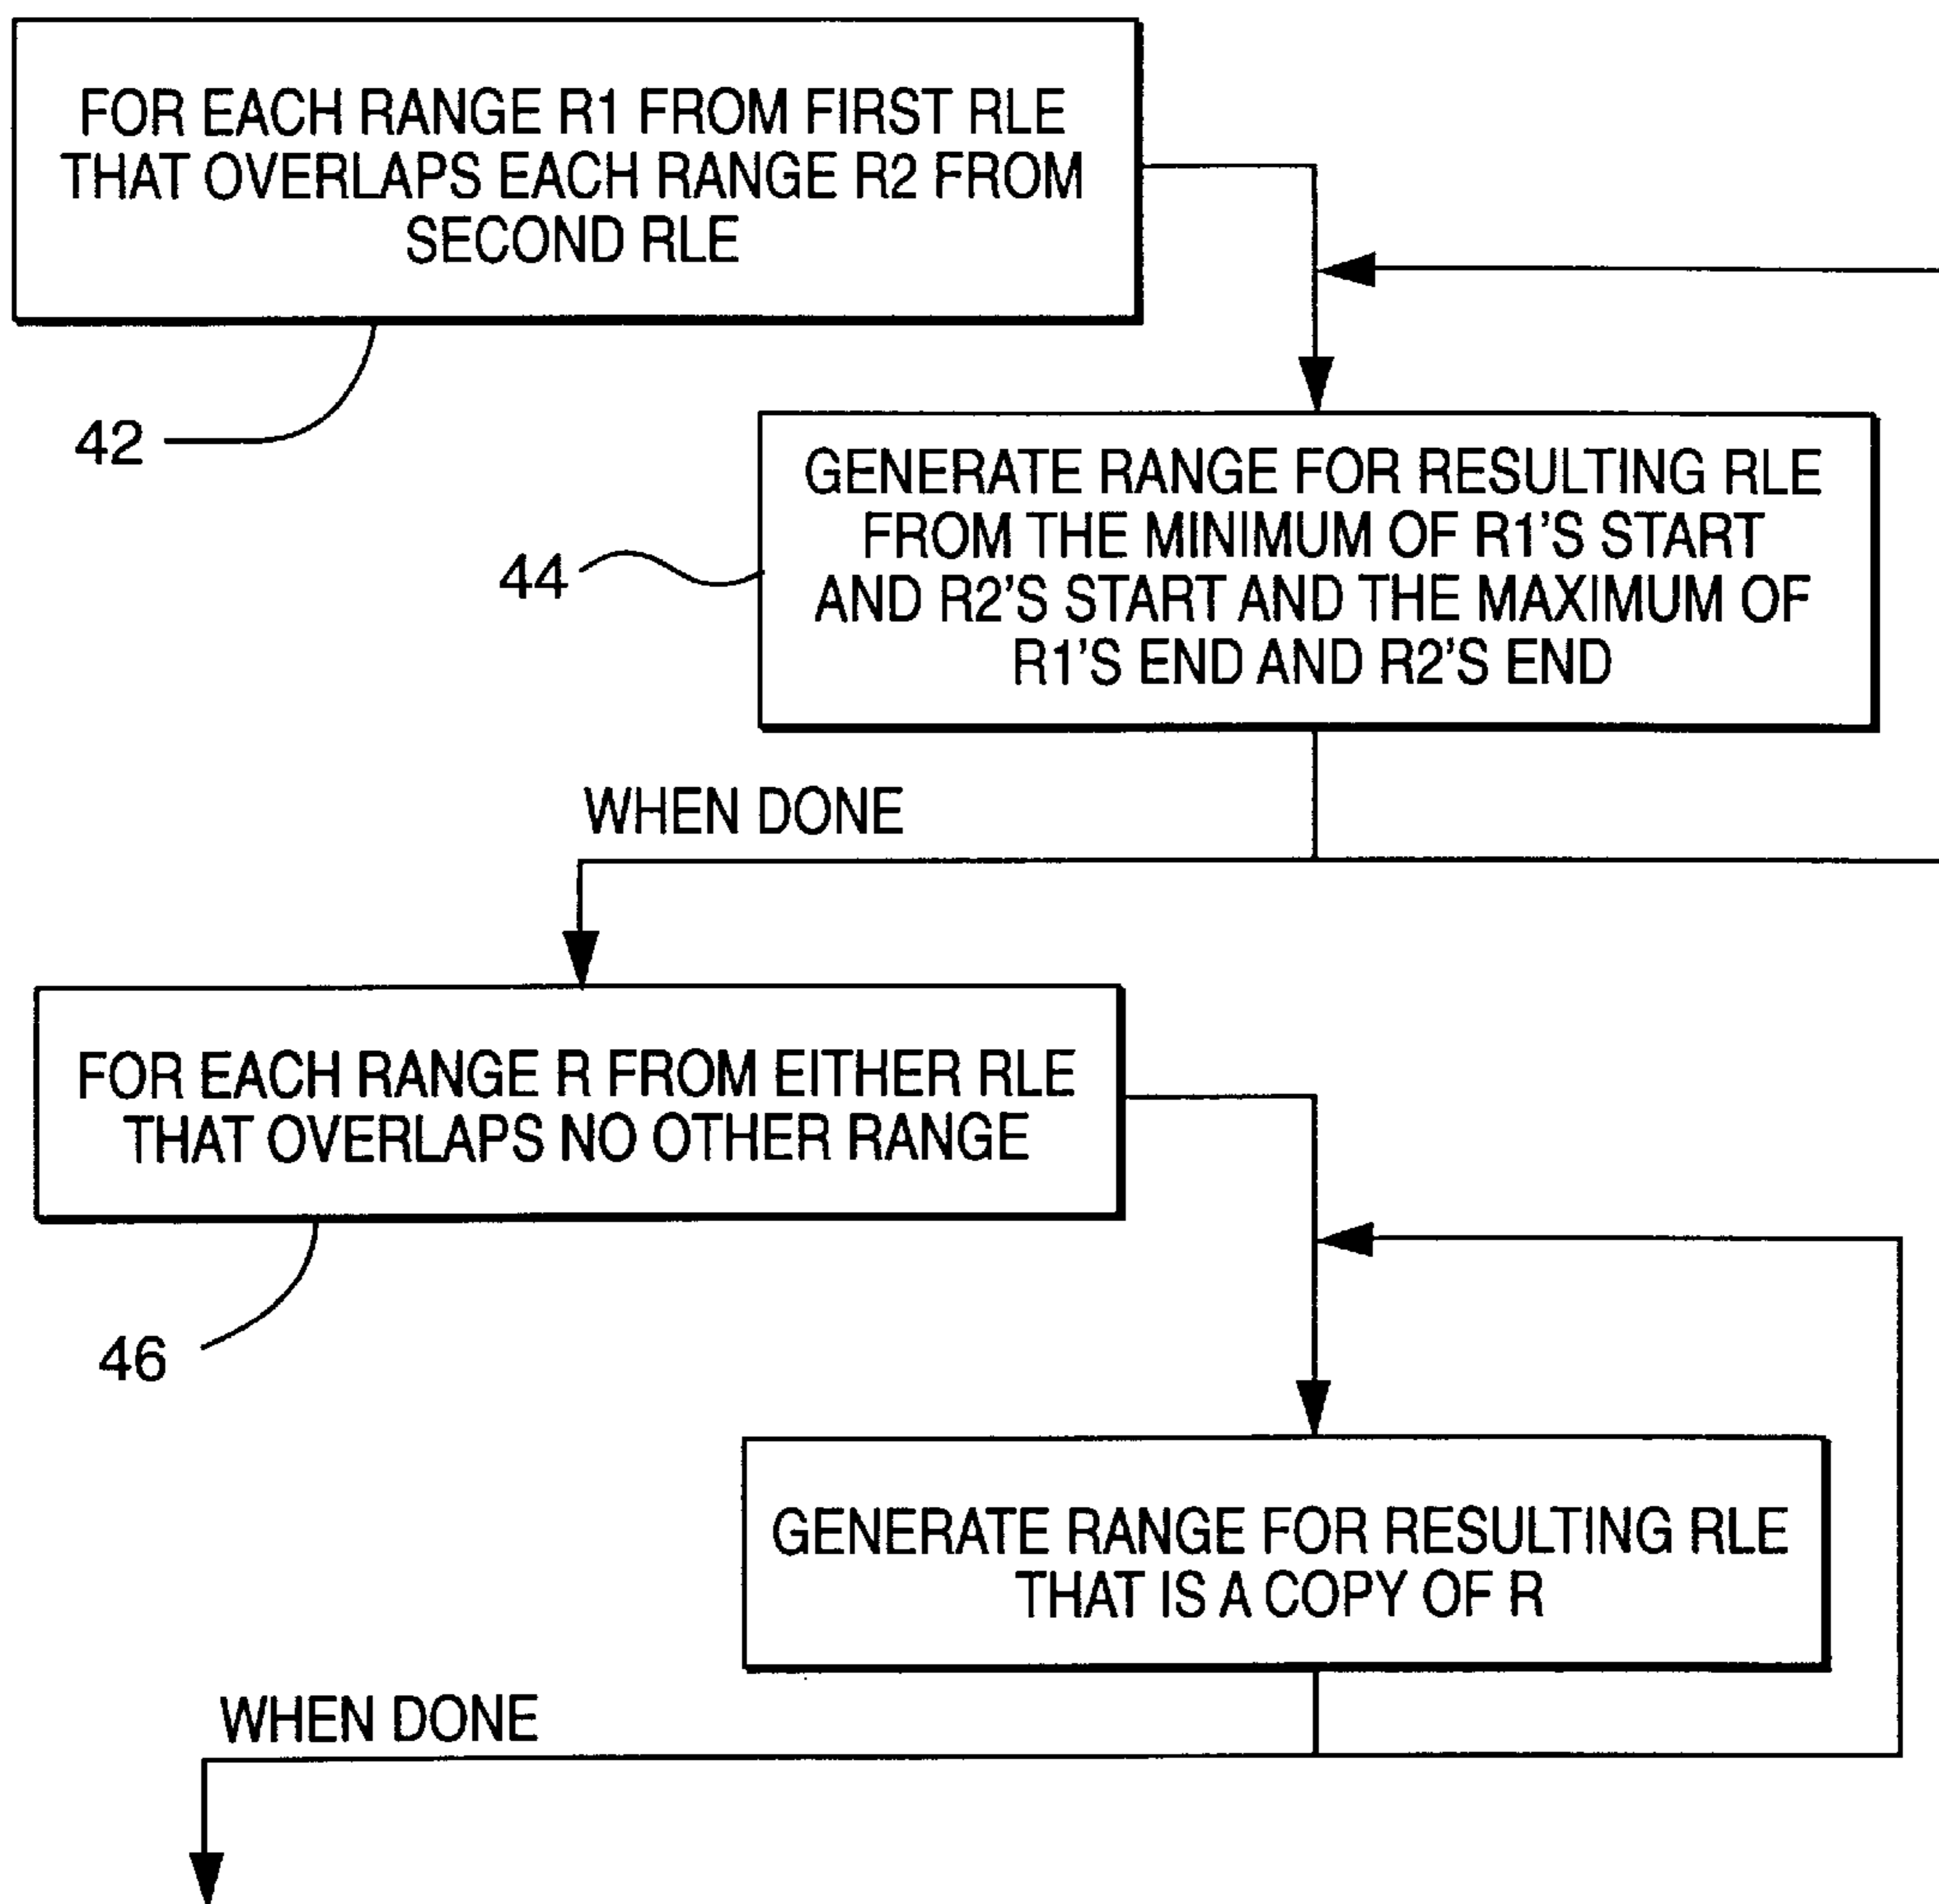 FOR EACH RANGE R1 FROM FIRST RLE
THAT OVERLAPS EACH RANGE R2 FROM
SECOND RLE
42
GENERATE RANGE FOR RESULTING RLE
FROM THE MINIMUM OF R1'S START
AND R2'S START AND THE MAXIMUM OF
R1'S END AND R2'S END
44
WHEN DONE
FOR EACH RANGE R FROM EITHER RLE
THAT OVERLAPS NO OTHER RANGE
46
GENERATE RANGE FOR RESULTING RLE
THAT IS A COPY OF R
WHEN DONE